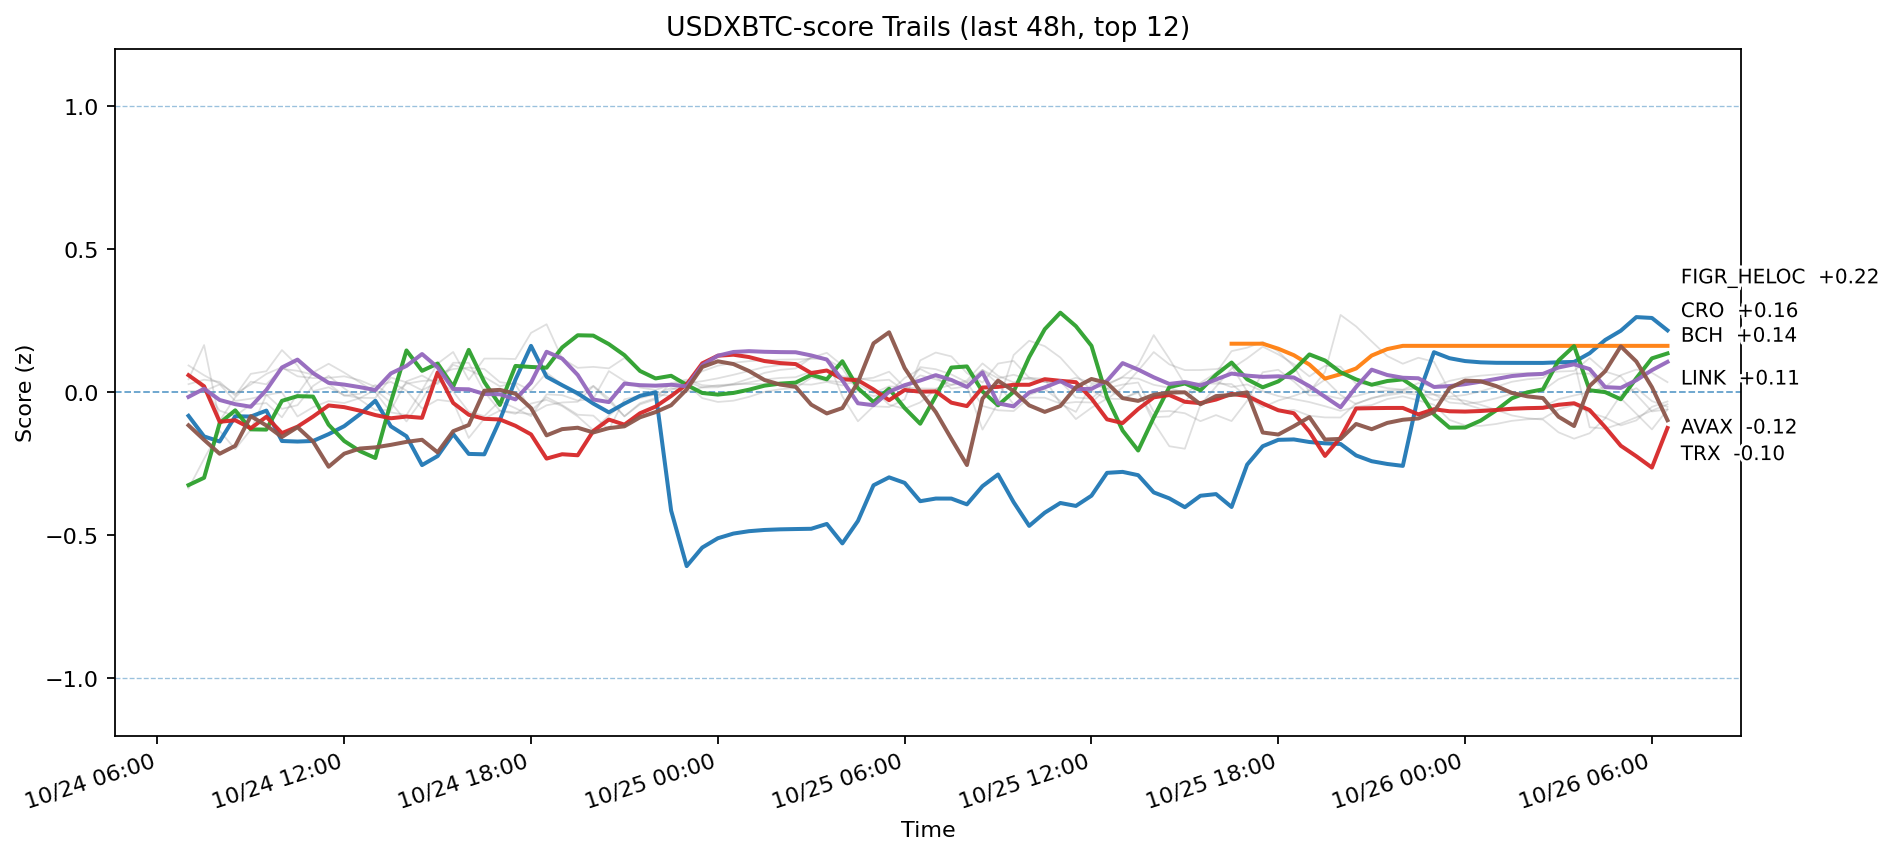 USDXBTC-score Trails (last 48h, top 12)
Score (z)
1.0
0.5
0.0
−0.5
−1.0
FIGR_HELOC +0.22
CRO +0.16
BCH +0.14
LINK +0.11
AVAX -0.12
TRX -0.10
10/24 06:00
10/24 12:00
10/24 18:00
10/25 00:00
10/25 06:00
10/25 12:00
10/25 18:00
10/26 00:00
10/26 06:00
Time